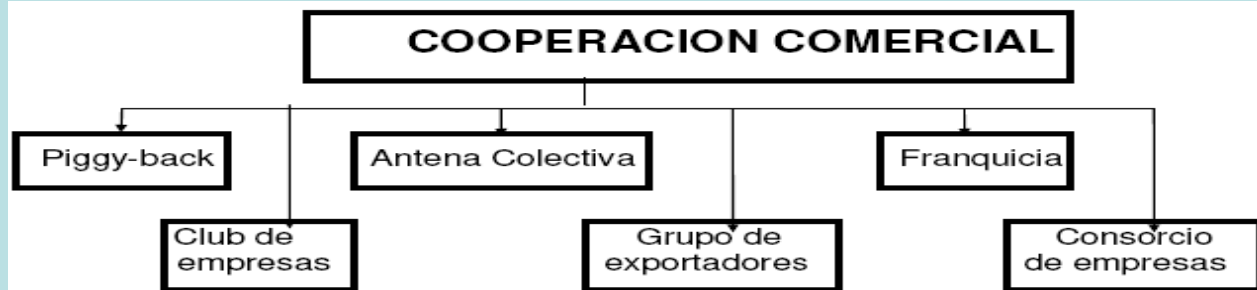 COOPERACION COMERCIAL
Piggy-back
Antena Colectiva
Franquicia
Club de
empresas
Grupo de
exportadores
Consorcio
de empresas